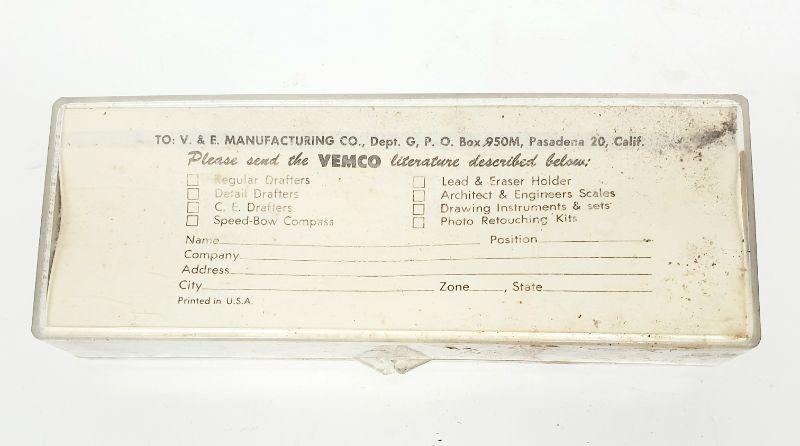 TO: V. & E. MANUFACTURING CO., Dept. G, P. O. Box 950M, Pasadena 20, Calif.
Please send the VEMCO literature described below:
Regular Drafters
Detail Drafters
C. E. Drafters
Speed-Bow Compass
Lead & Eraser Holder
Architect & Engineers Scales
Drawing Instruments & sets
Photo Retouching Kits
Name Position
Company
Address
City Zone , State
Printed in U.S.A.